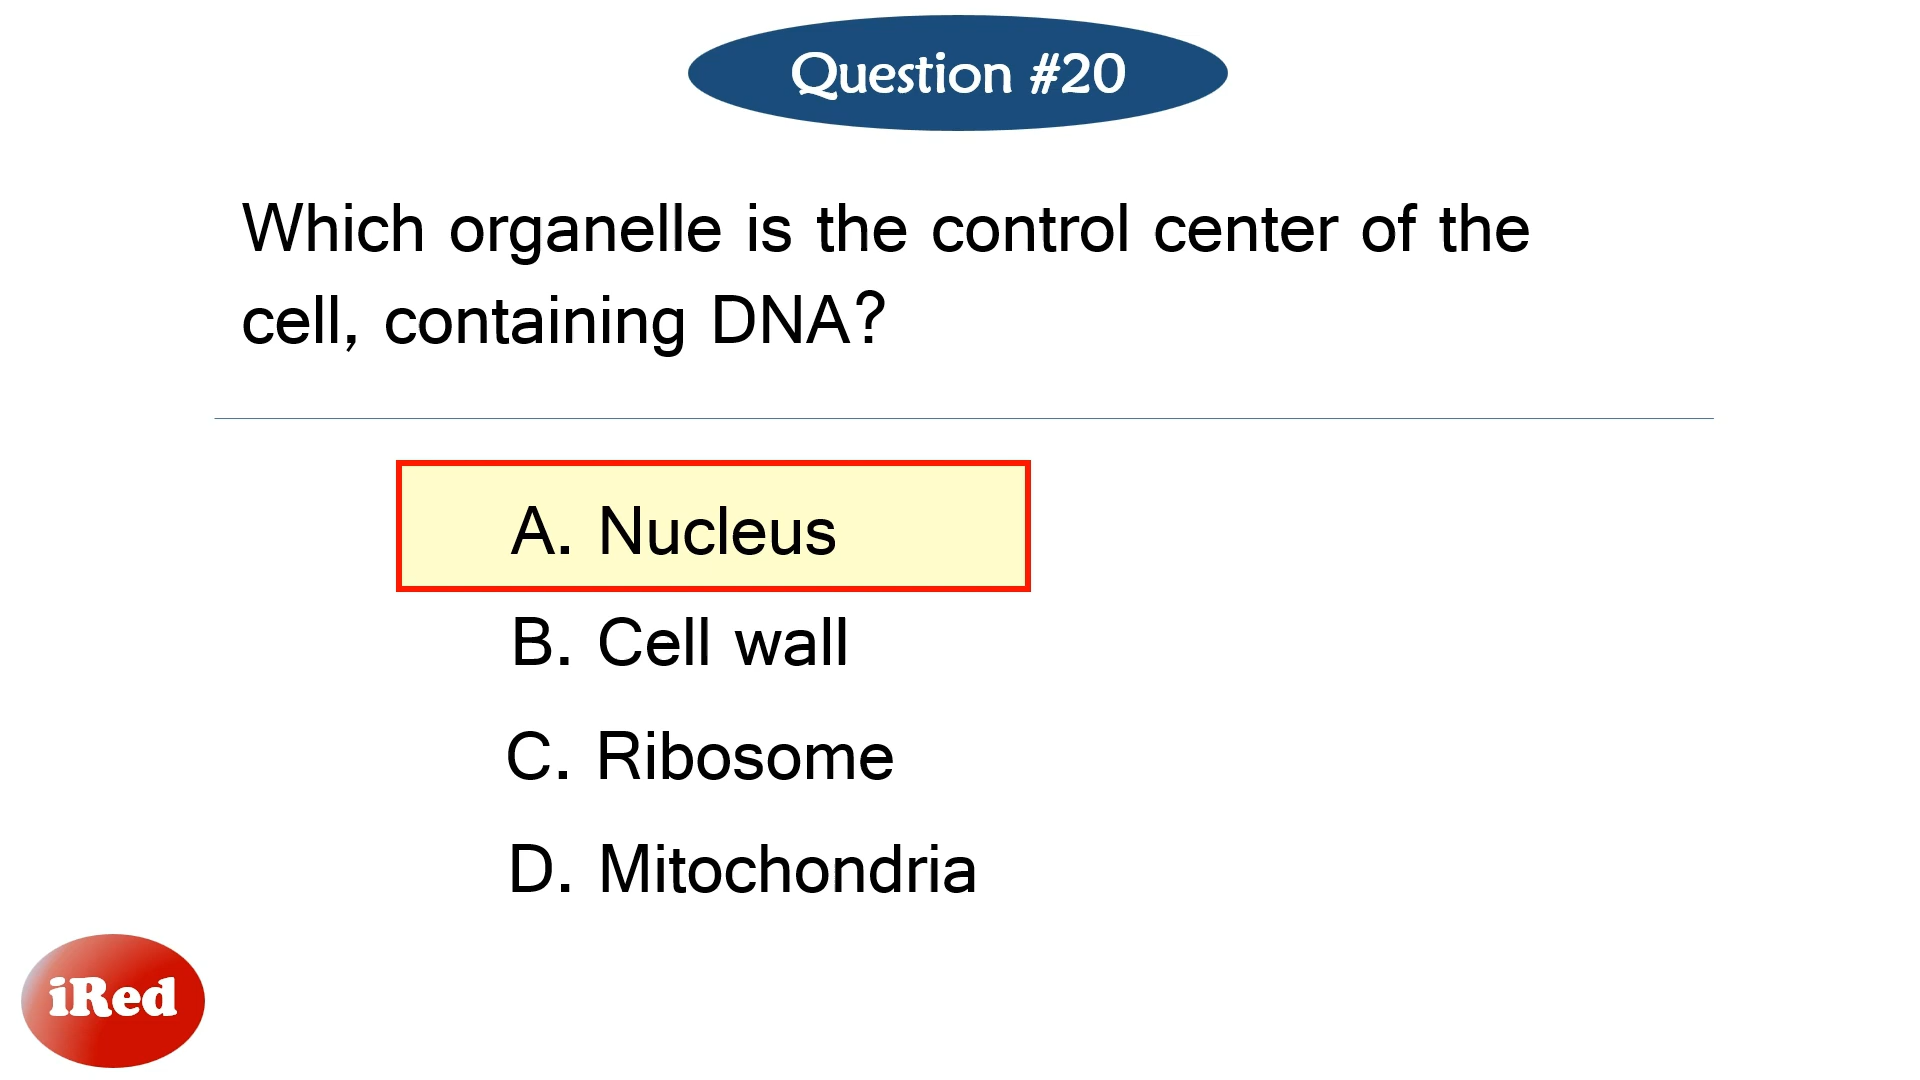 Question #20
Which organelle is the control center of the
cell, containing DNA?
A. Nucleus
B. Cell wall
C. Ribosome
D. Mitochondria
iRed